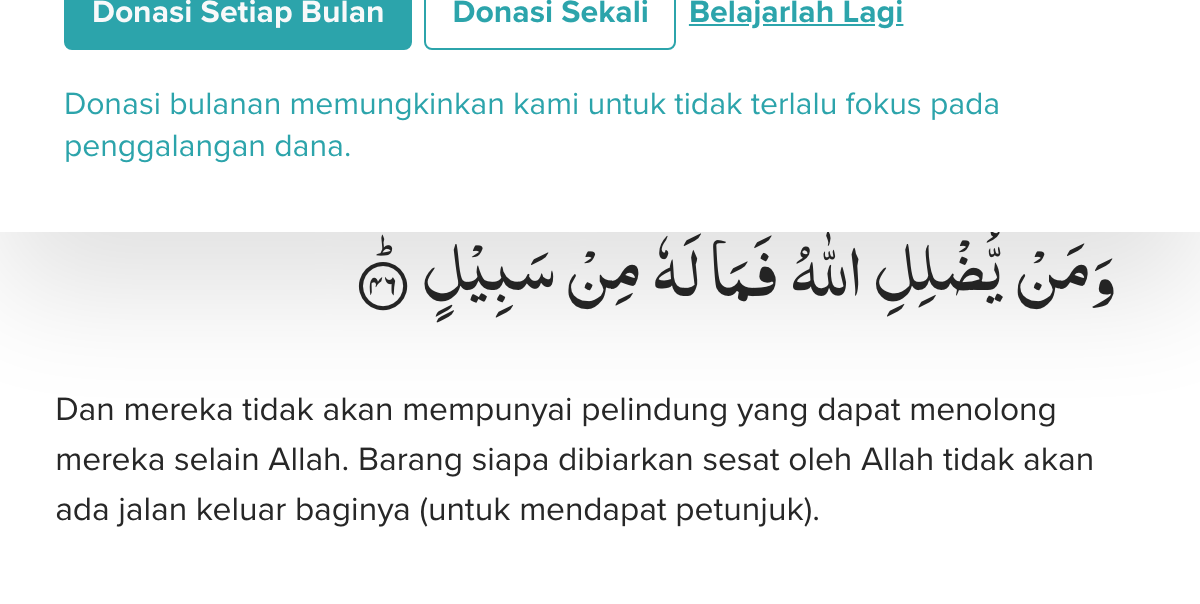 Donasi Setiap Bulan Donasi Sekali Belajarlah Lagi
Donasi bulanan memungkinkan kami untuk tidak terlalu fokus pada
penggalangan dana.
وَمَنْ يُّضْلِلِ اللّٰهُ فَمَا لَهٗ مِنْ سَبِيْلٍ ؕ ۴۶
Dan mereka tidak akan mempunyai pelindung yang dapat menolong
mereka selain Allah. Barang siapa dibiarkan sesat oleh Allah tidak akan
ada jalan keluar baginya (untuk mendapat petunjuk).